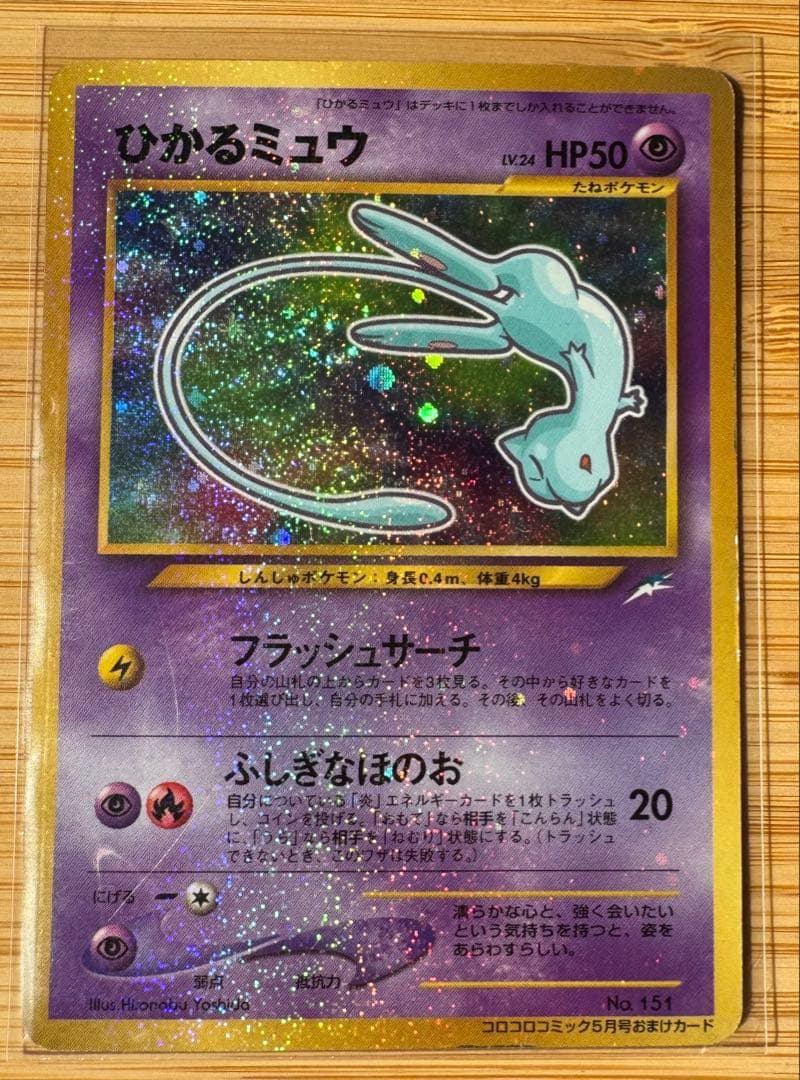 「ひかるミュウ」はデッキに1枚までしか入れることができません。
ひかるミュウ
LV.24 HP50
たねポケモン
しんしゅポケモン：身長0.4m、体重4kg
フラッシュサーチ
自分の山札の上からカードを3枚見る。その中から好きなカードを
1枚選び出し、自分の手札に加える。その後、その山札をよく切る。
ふしぎなほのお
自分についている「炎」エネルギーカードを1枚トラッシュ
し、コインを投げる。「おもて」なら相手を「こんらん」状態
に、「うら」なら相手を「ねむり」状態にする。（トラッシュ
できないとき、このワザは失敗する。）
20
にげる
清らかな心と、強く会いたい
という気持ちを持つと、姿を
あらわすらしい。
弱点 抵抗力
Illus.Hironobu Yoshida
No. 151
コロコロコミック5月号おまけカード